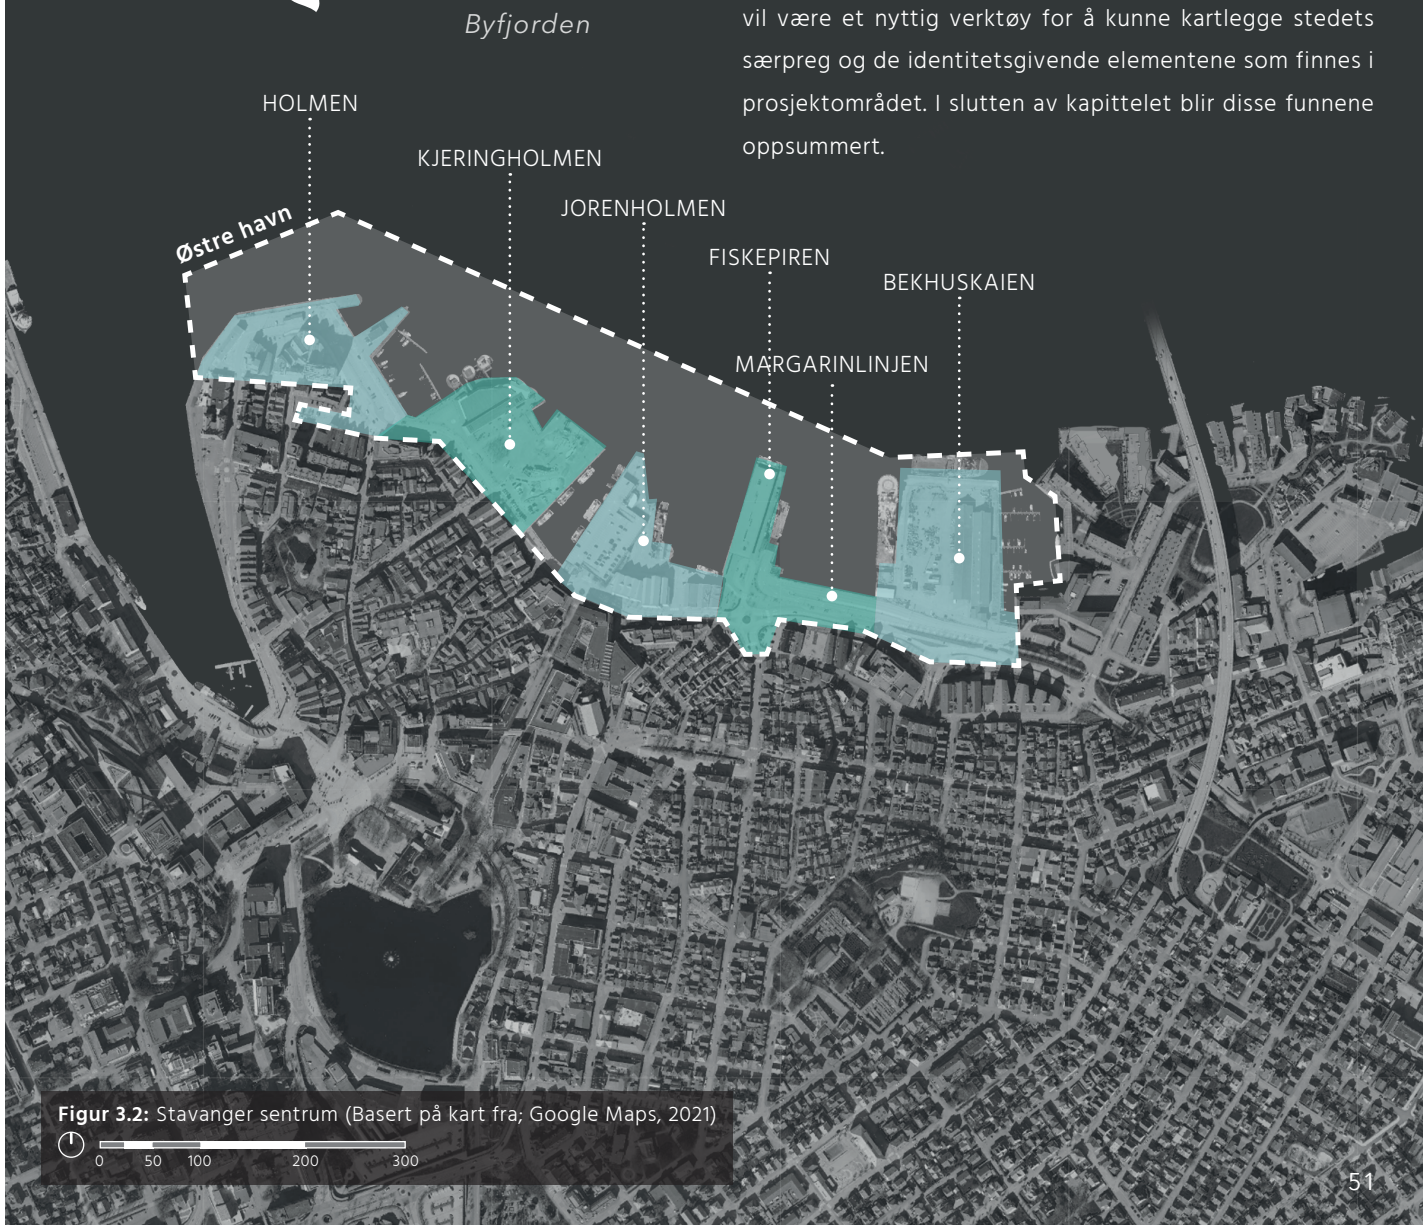 vil være et nyttig verktøy for å kunne kartlegge stedets
særpreg og de identitetsgivende elementene som finnes i
prosjektområdet. I slutten av kapittelet blir disse funnene
oppsummert.
Byfjorden
HOLMEN
KJERINGHOLMEN
JORENHOLMEN
Østre havn
FISKEPIREN
BEKHUSKAIEN
MARGARINLINJEN
Figur 3.2: Stavanger sentrum (Basert på kart fra; Google Maps, 2021)
0 50 100 200 300
51